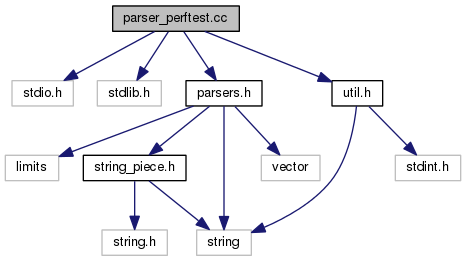 parser_perftest.cc
stdio.h
stdlib.h
parsers.h
util.h
limits
string_piece.h
vector
stdint.h
string.h
string